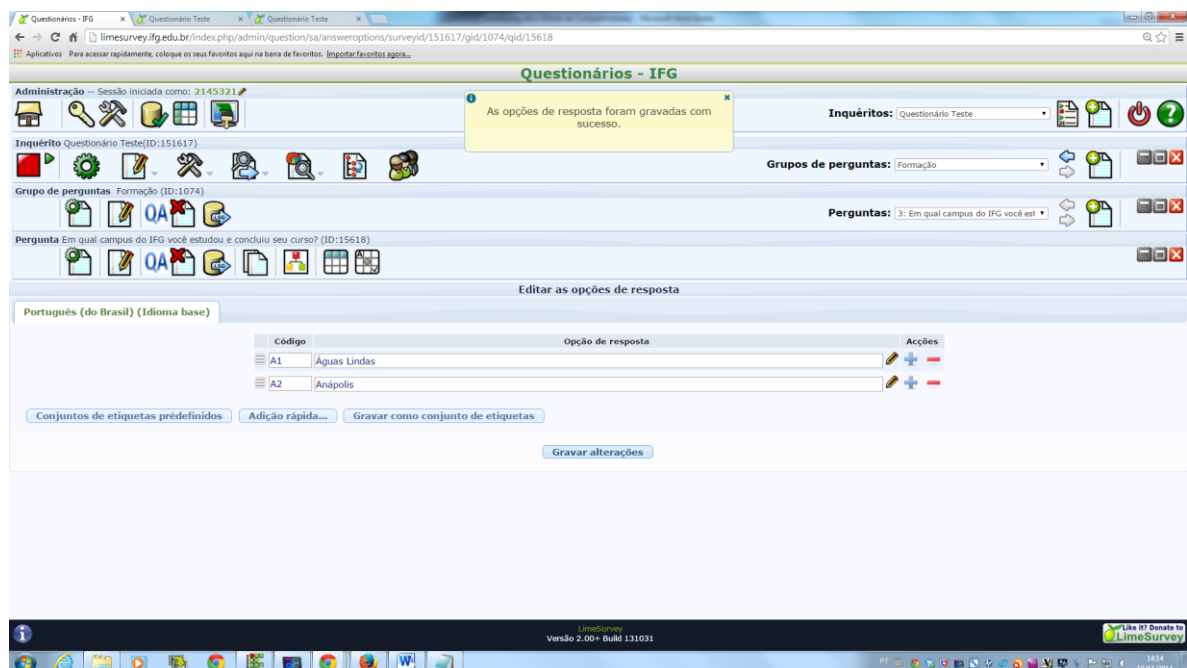 Questionários - IFG
Questionário Teste
Questionário Teste
limesurvey.ifg.edu.br/index.php/admin/question/sa/answeroptions/surveyid/151617/gid/1074/qid/15618
Aplicativos Para acessar rapidamente, coloque os seus favoritos aqui na barra de favoritos. Importar favoritos agora...
Questionários - IFG
Administração -- Sessão iniciada como: 2145321
As opções de resposta foram gravadas com
sucesso.
Inquéritos: Questionário Teste
Inquérito Questionário Teste(ID:151617)
Grupos de perguntas: Formação
Grupo de perguntas Formação (ID:1074)
QA
Perguntas: 3: Em qual campus do IFG você est
Pergunta Em qual campus do IFG você estudou e concluiu seu curso? (ID:15618)
QA
Editar as opções de resposta
Português (do Brasil) (Idioma base)
Código Opção de resposta Acções
A1 Águas Lindas
A2 Anápolis
Conjuntos de etiquetas prédefinidos Adição rápida... Gravar como conjunto de etiquetas
Gravar alterações
LimeSurvey
Versão 2.00+ Build 131031
Like it? Donate to
LimeSurvey
PT
14:14